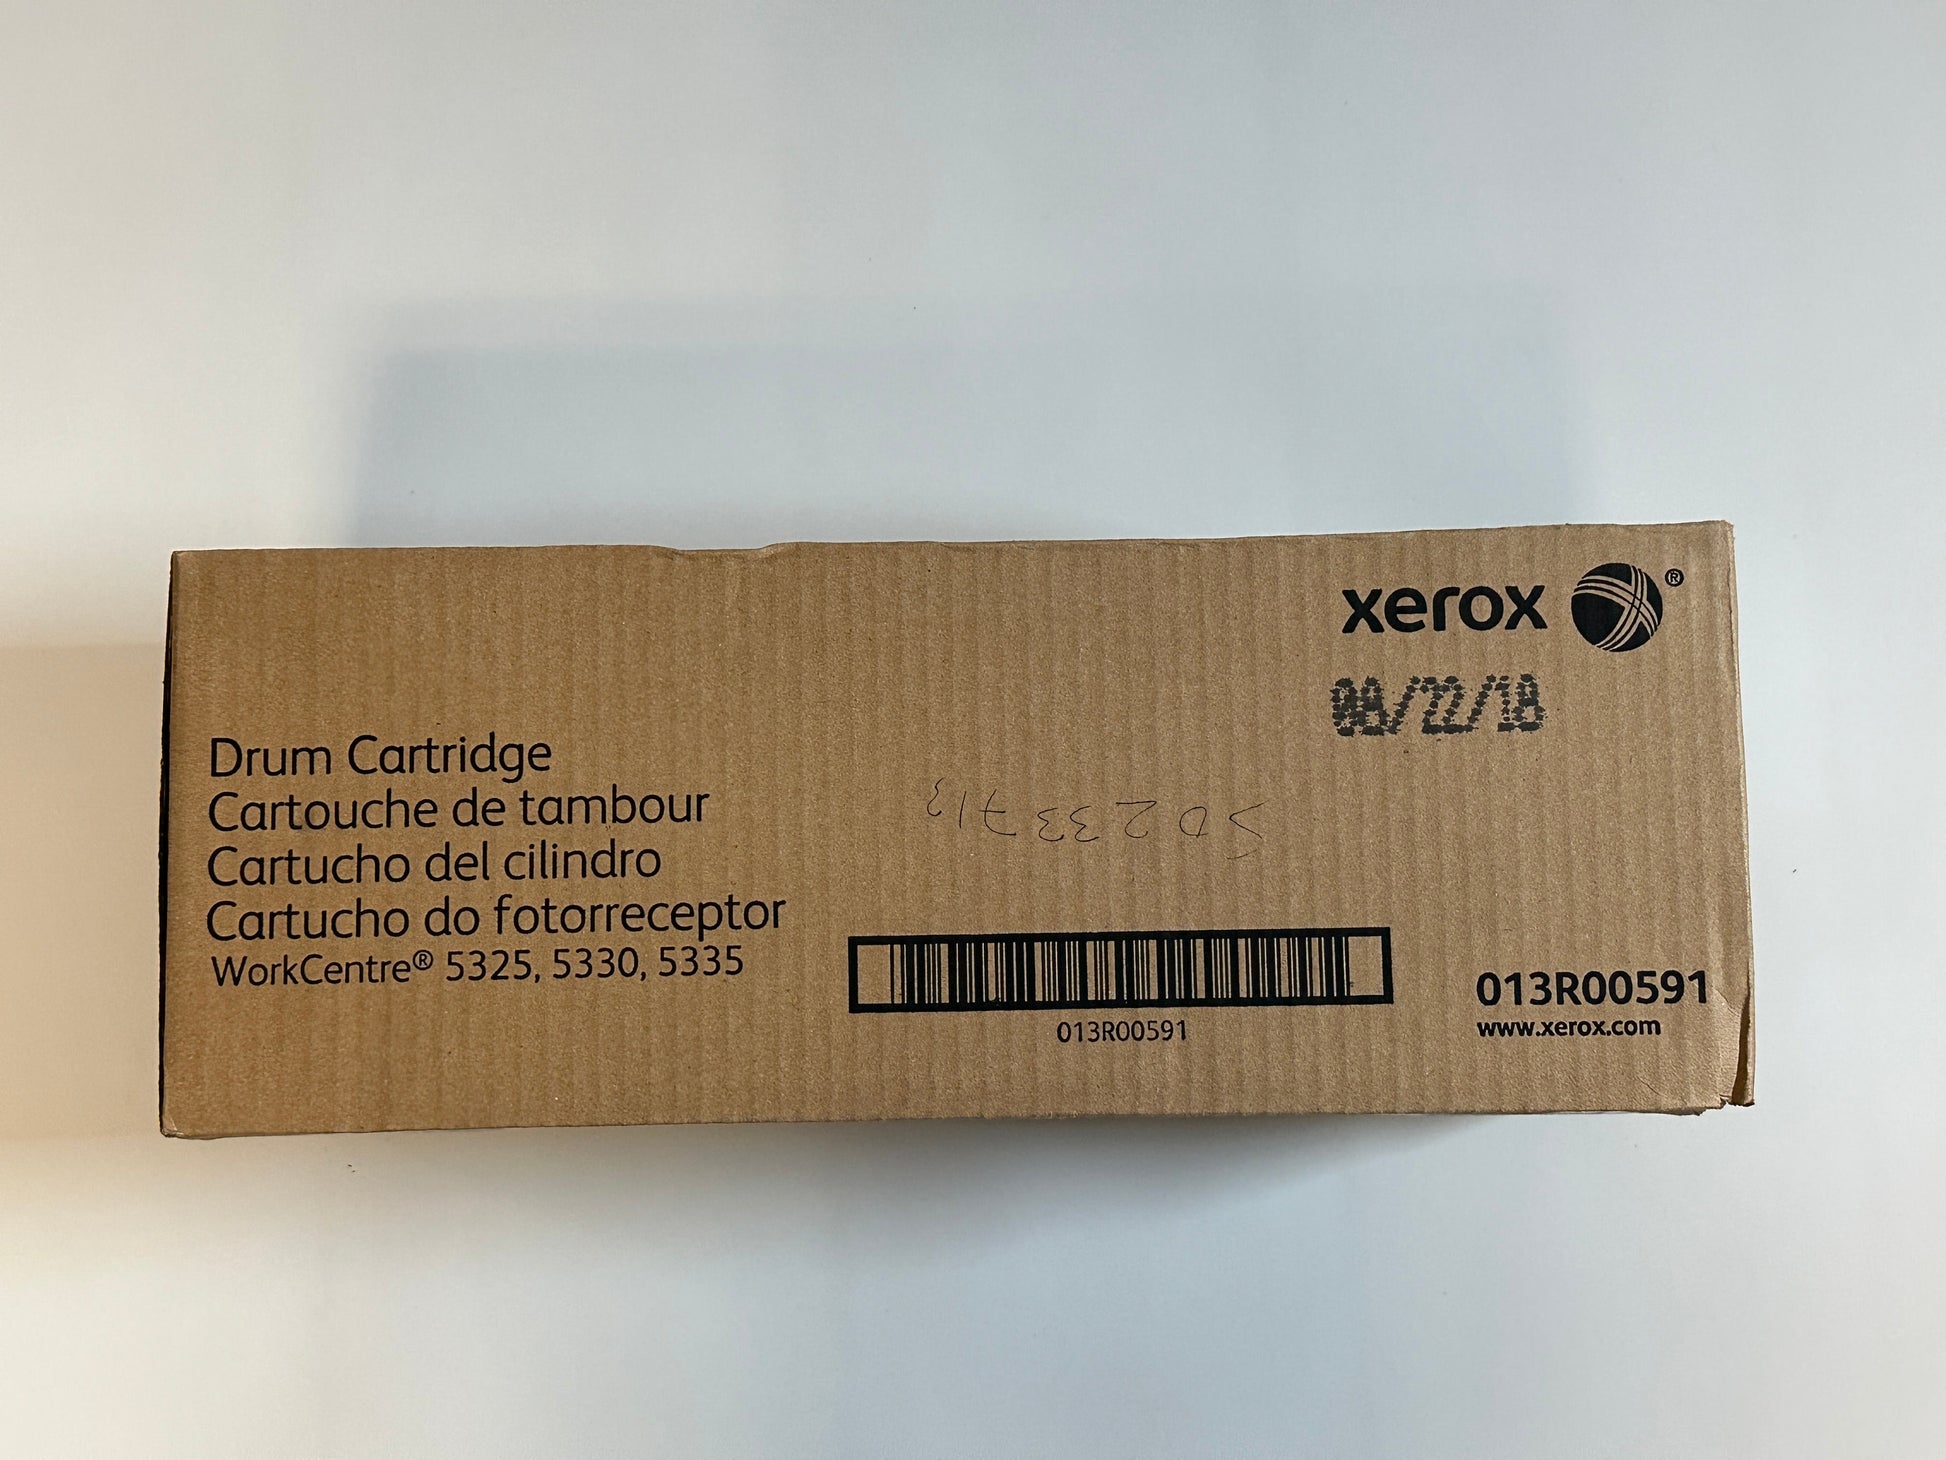 xerox ®
08/22/18
Drum Cartridge
Cartouche de tambour
Cartucho del cilindro
Cartucho do fotorreceptor
WorkCentre® 5325, 5330, 5335
013R00591
013R00591
www.xerox.com